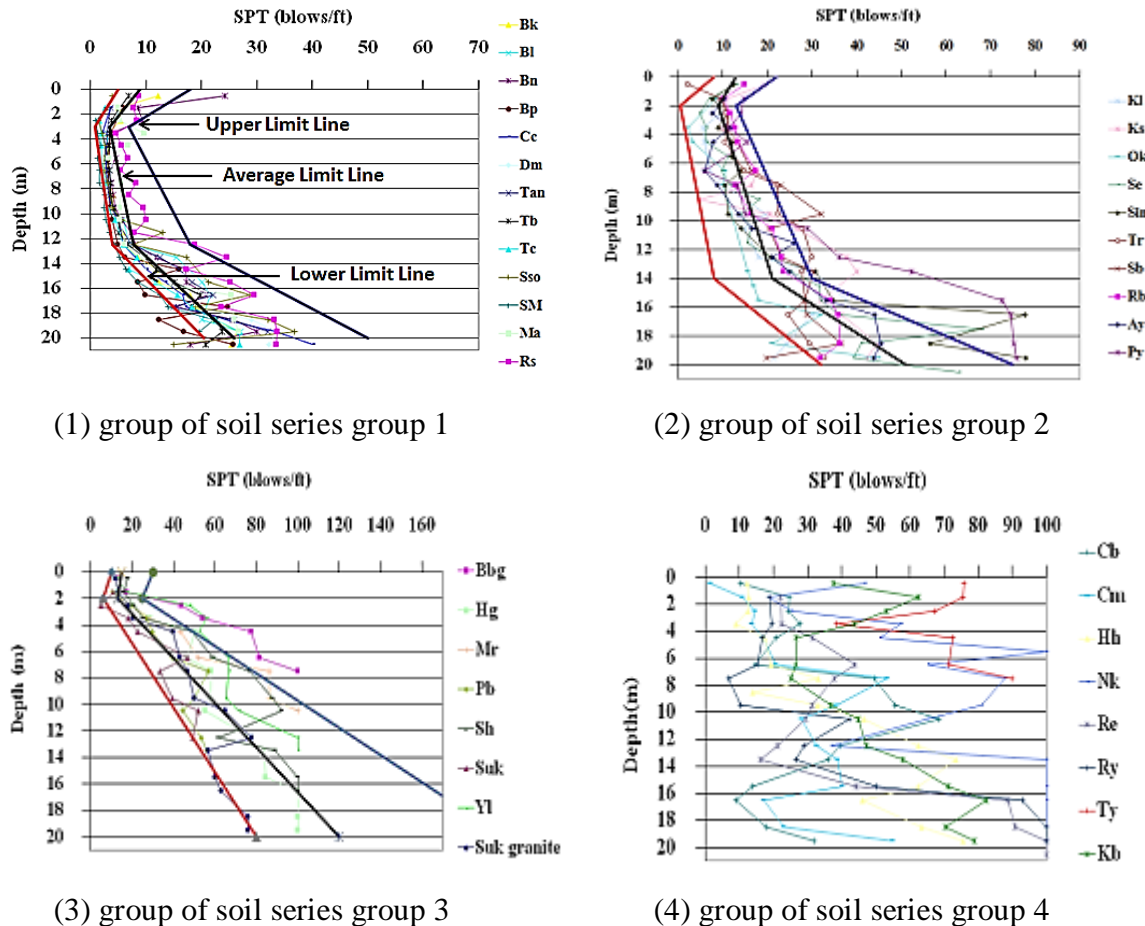 SPT (blows/ft)
0 10 20 30 40 50 60 70
Depth (m)
0
2
4
6
8
10
12
14
16
18
20
Upper Limit Line
Average Limit Line
Lower Limit Line
Bk
Bl
Bn
Bp
Cc
Dm
Tan
Tb
Tc
Sso
SM
Ma
Rs
(1) group of soil series group 1
SPT (blows/ft)
0 10 20 30 40 50 60 70 80 90
Depth (m)
0
2
4
6
8
10
12
14
16
18
20
Kl
Ks
Ok
Se
Sin
Tr
Sb
Rb
Ay
Py
(2) group of soil series group 2
SPT (blows/ft)
0 20 40 60 80 100 120 140 160
Depth (m)
0
2
4
6
8
10
12
14
16
18
20
Bbg
Hg
Mr
Pb
Sh
Suk
Yl
Suk granite
(3) group of soil series group 3
SPT (blows/ft)
0 10 20 30 40 50 60 70 80 90 100
Depth(m)
0
2
4
6
8
10
12
14
16
18
20
Cb
Cm
Hh
Nk
Re
Ry
Ty
Kb
(4) group of soil series group 4